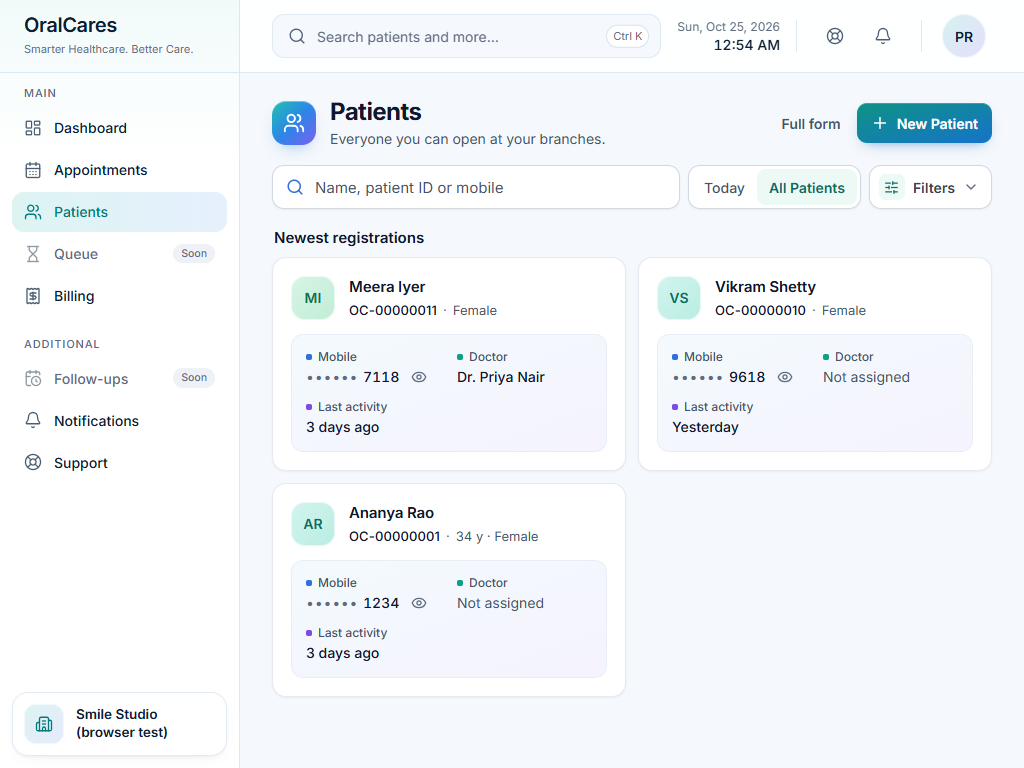 OralCares
Smarter Healthcare. Better Care.
MAIN
Dashboard
Appointments
Patients
Queue Soon
Billing
ADDITIONAL
Follow-ups Soon
Notifications
Support
Smile Studio
(browser test)
Search patients and more... Ctrl K
Sun, Oct 25, 2026
12:54 AM
PR
Patients
Everyone you can open at your branches.
Full form
+ New Patient
Name, patient ID or mobile
Today All Patients
Filters
Newest registrations
MI
Meera Iyer
OC-00000011 · Female
Mobile Doctor
•••••• 7118 Dr. Priya Nair
Last activity
3 days ago
VS
Vikram Shetty
OC-00000010 · Female
Mobile Doctor
•••••• 9618 Not assigned
Last activity
Yesterday
AR
Ananya Rao
OC-00000001 · 34 y · Female
Mobile Doctor
•••••• 1234 Not assigned
Last activity
3 days ago